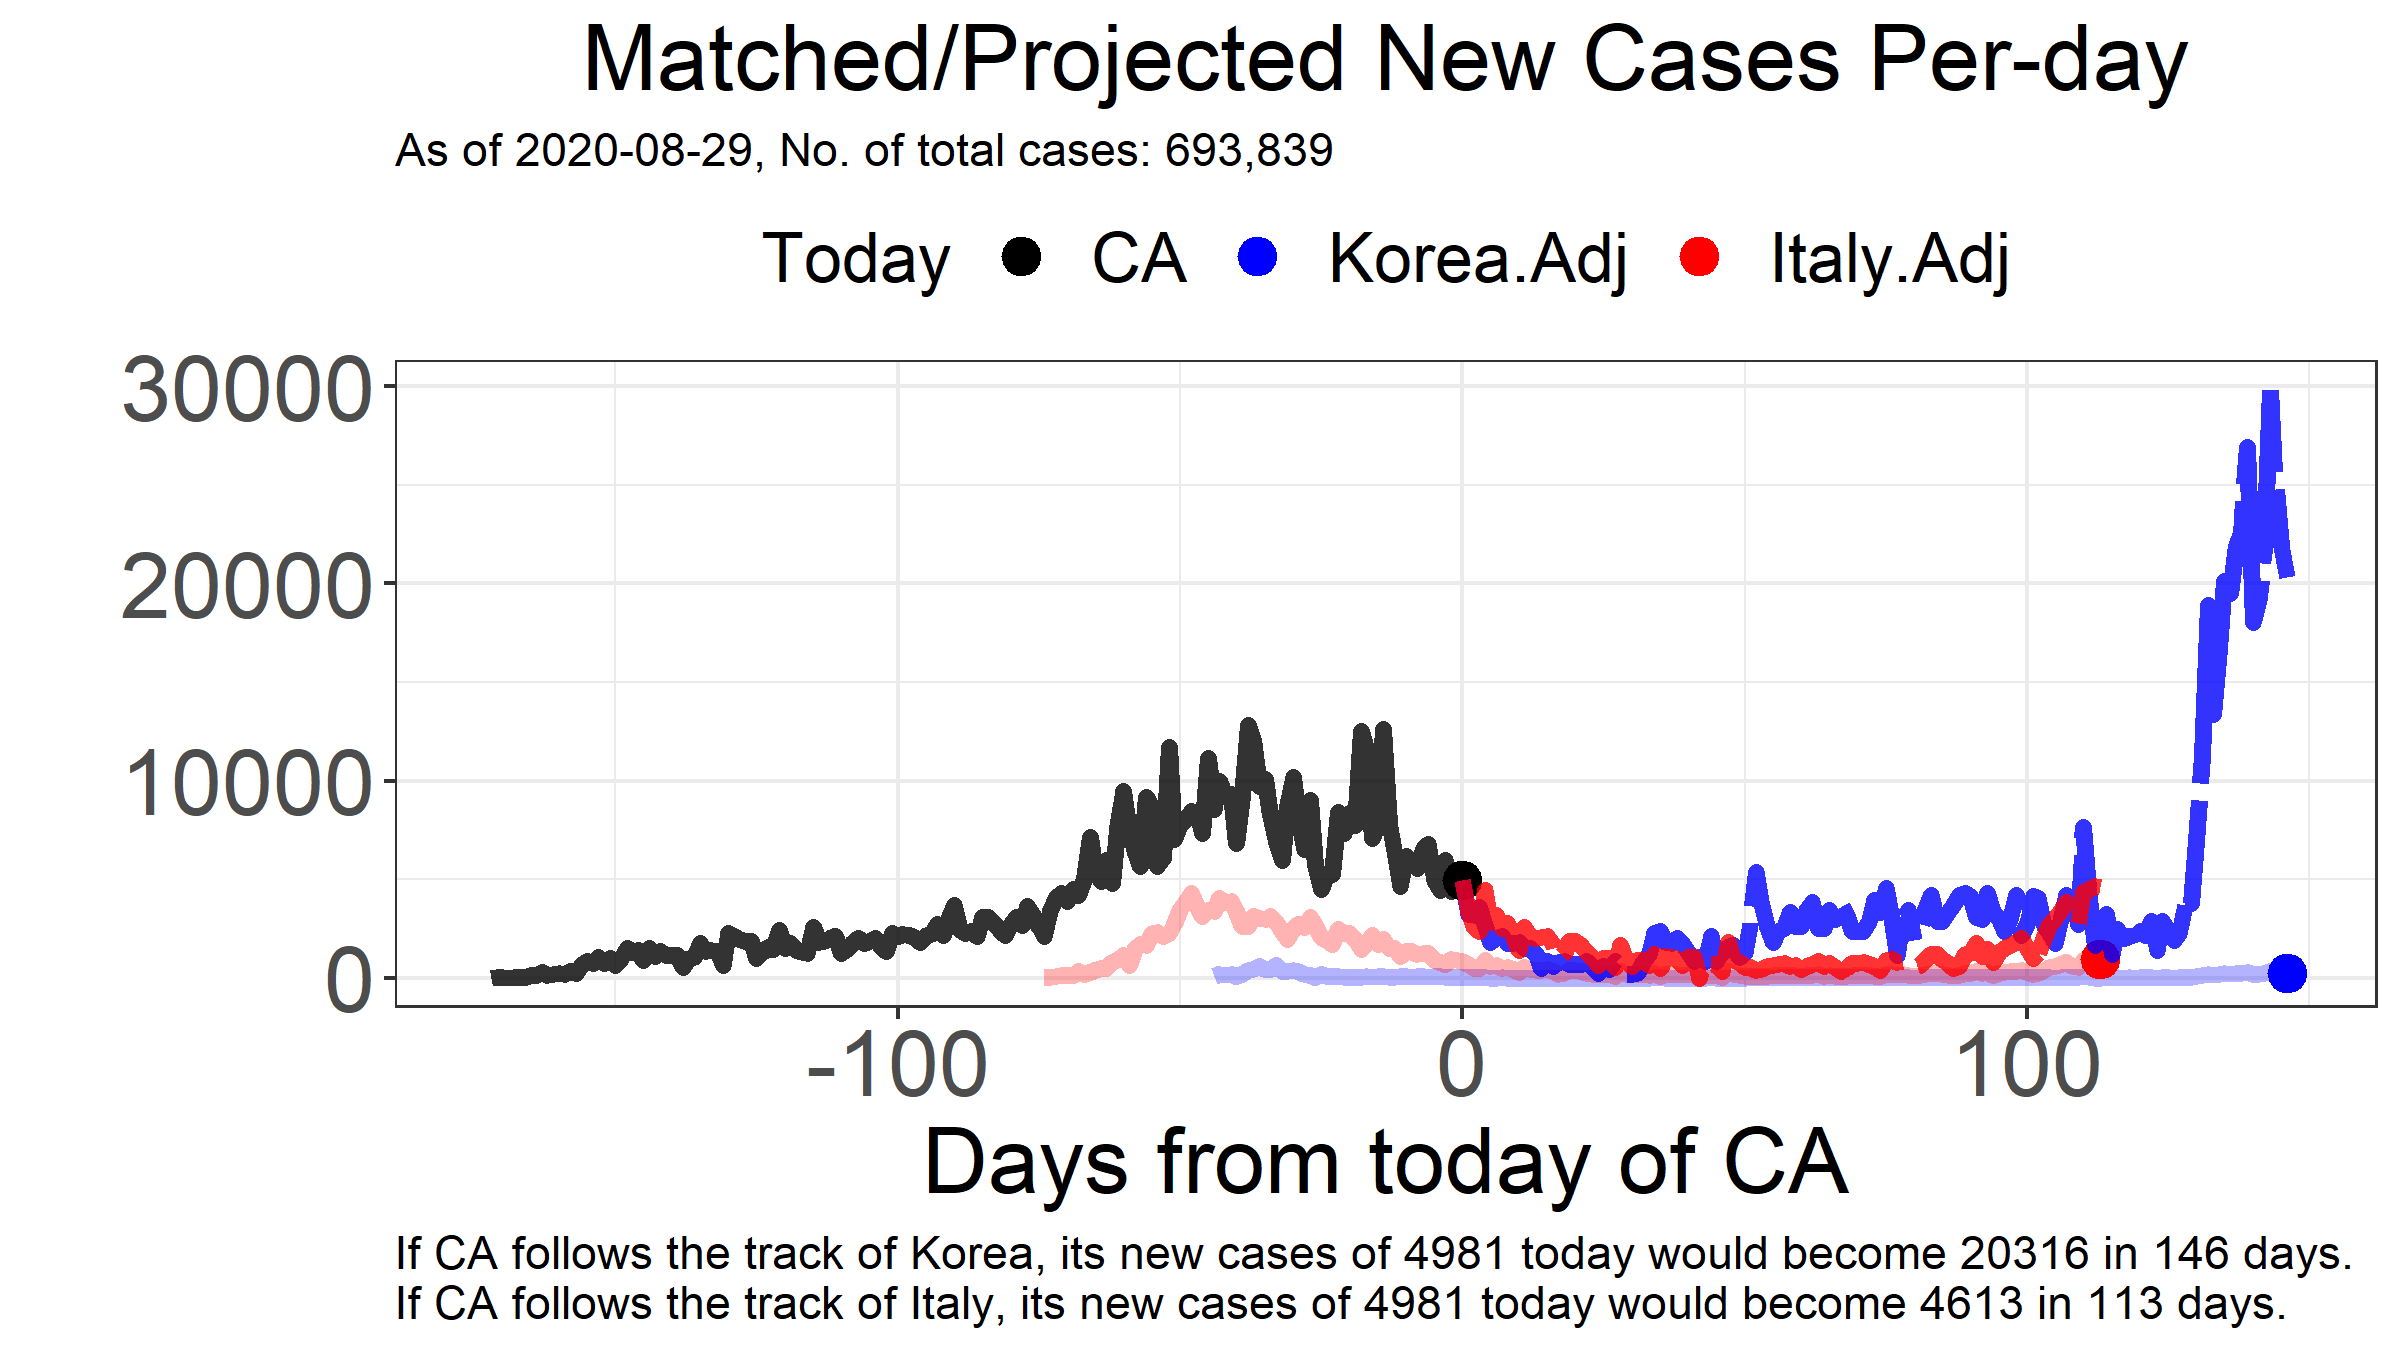 Matched/Projected New Cases Per-day
As of 2020-08-29, No. of total cases: 693,839
Today CA Korea.Adj Italy.Adj
30000
20000
10000
0
-100 0 100
Days from today of CA
If CA follows the track of Korea, its new cases of 4981 today would become 20316 in 146 days.
If CA follows the track of Italy, its new cases of 4981 today would become 4613 in 113 days.